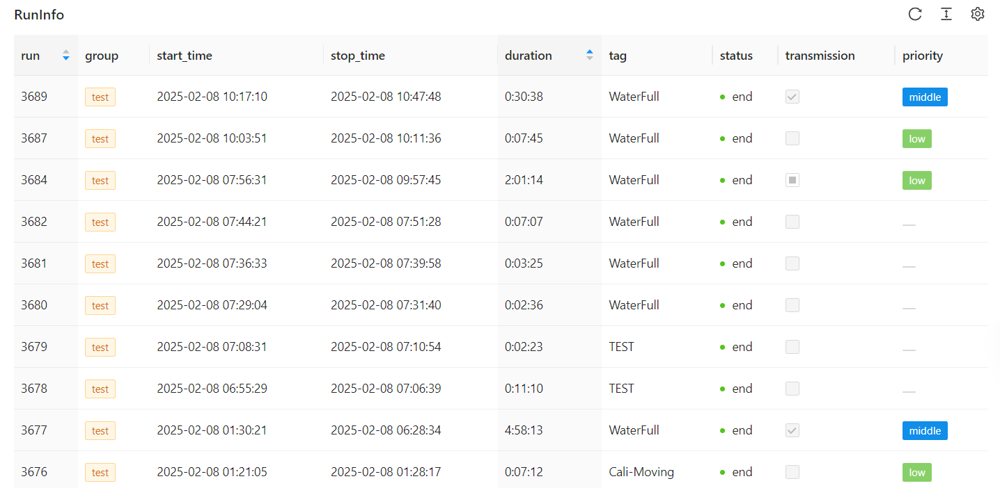 RunInfo
run group start_time stop_time duration tag status transmission priority
3689 test 2025-02-08 10:17:10 2025-02-08 10:47:48 0:30:38 WaterFull end middle
3687 test 2025-02-08 10:03:51 2025-02-08 10:11:36 0:07:45 WaterFull end low
3684 test 2025-02-08 07:56:31 2025-02-08 09:57:45 2:01:14 WaterFull end low
3682 test 2025-02-08 07:44:21 2025-02-08 07:51:28 0:07:07 WaterFull end __
3681 test 2025-02-08 07:36:33 2025-02-08 07:39:58 0:03:25 WaterFull end __
3680 test 2025-02-08 07:29:04 2025-02-08 07:31:40 0:02:36 WaterFull end __
3679 test 2025-02-08 07:08:31 2025-02-08 07:10:54 0:02:23 TEST end __
3678 test 2025-02-08 06:55:29 2025-02-08 07:06:39 0:11:10 TEST end __
3677 test 2025-02-08 01:30:21 2025-02-08 06:28:34 4:58:13 WaterFull end middle
3676 test 2025-02-08 01:21:05 2025-02-08 01:28:17 0:07:12 Cali-Moving end low